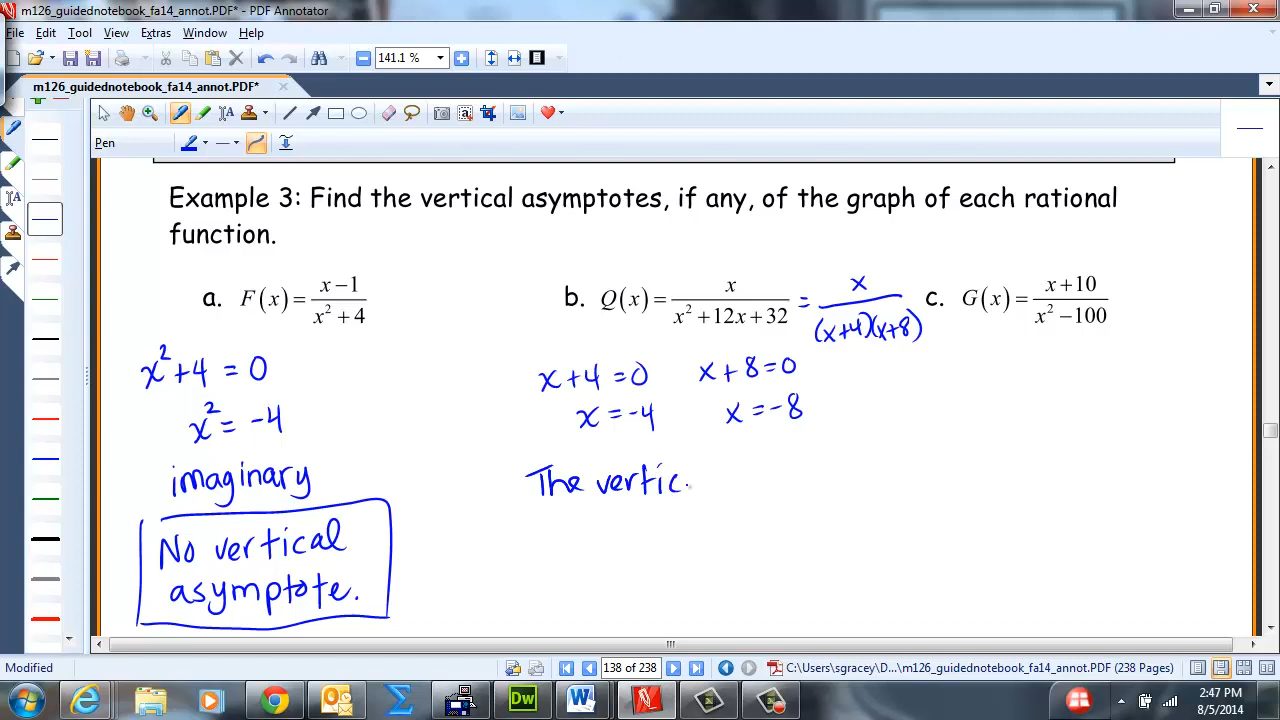 m126_guidednotebook_fa14_annot.PDF* - PDF Annotator
File Edit Tool View Extras Window Help
141.1 %
m126_guidednotebook_fa14_annot.PDF*
Pen
Example 3: Find the vertical asymptotes, if any, of the graph of each rational
function.
a. F(x) = (x−1)/(x²+4)
b. Q(x) = x/(x²+12x+32) = x/((x+4)(x+8))
c. G(x) = (x+10)/(x²−100)
x²+4 = 0
x² = -4
imaginary
No vertical
asymptote.
x+4=0 x+8=0
x=-4 x=-8
The vertic
Modified
138 of 238
C:\Users\sgracey\D...\m126_guidednotebook_fa14_annot.PDF (238 Pages)
Dw
2:47 PM
8/5/2014